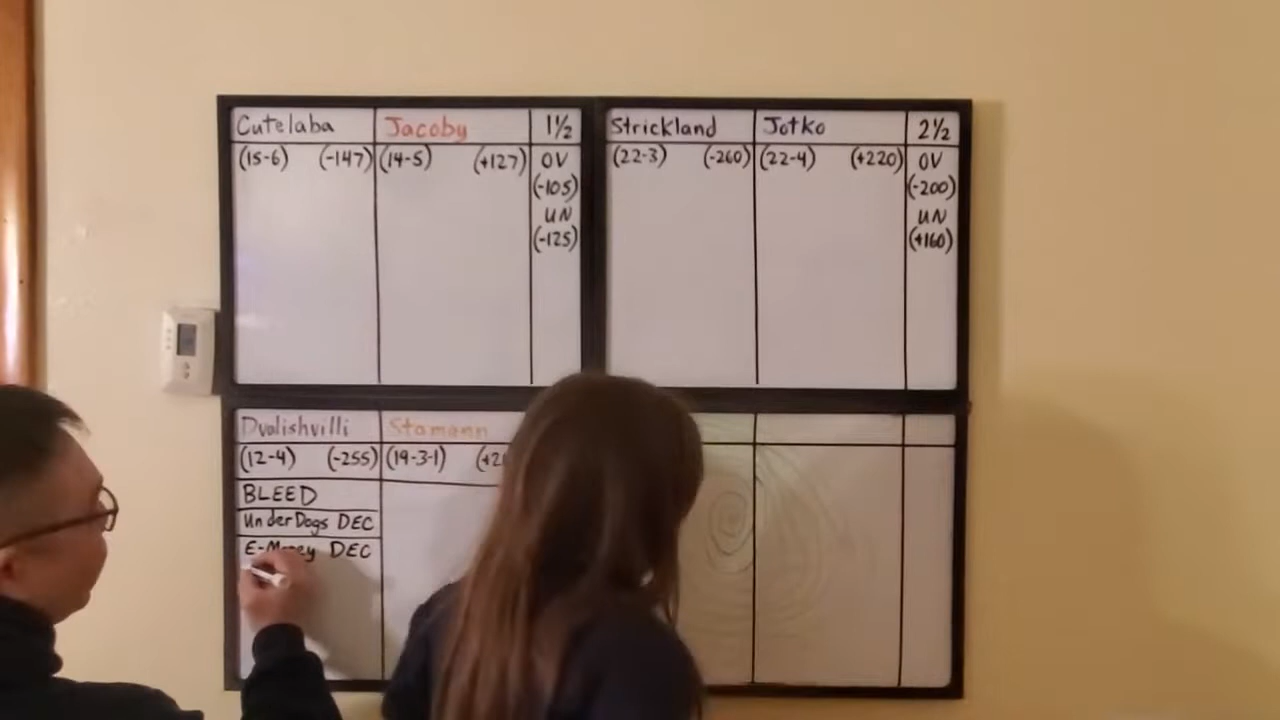 Cutelaba Jacoby 1½
(15-6) (-147) (14-5) (+127) OV
(-105)
UN
(-125)
Strickland Jotko 2½
(22-3) (-260) (22-4) (+220) OV
(-200)
UN
(+160)
Dvalishvilli Stamann
(12-4) (-255) (19-3-1)
BLEED
UnderDogs DEC
E-Money DEC